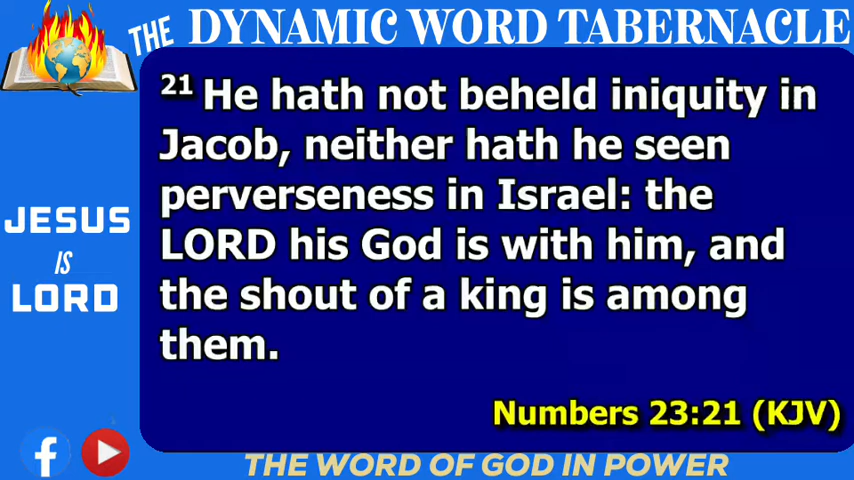 THE DYNAMIC WORD TABERNACLE
21 He hath not beheld iniquity in
Jacob, neither hath he seen
perverseness in Israel: the
LORD his God is with him, and
the shout of a king is among
them.
Numbers 23:21 (KJV)
JESUS
IS
LORD
f
THE WORD OF GOD IN POWER